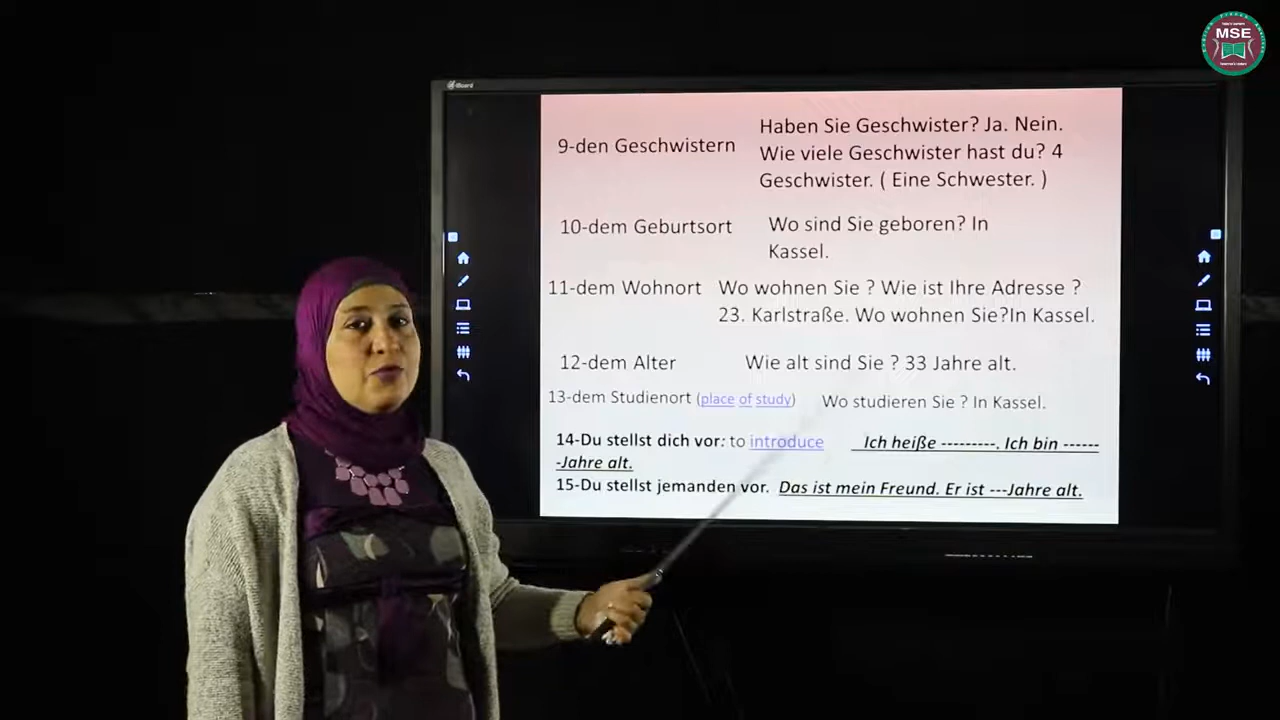 MSE
9-den Geschwistern
Haben Sie Geschwister? Ja. Nein.
Wie viele Geschwister hast du? 4
Geschwister. ( Eine Schwester. )
10-dem Geburtsort
Wo sind Sie geboren? In
Kassel.
11-dem Wohnort
Wo wohnen Sie ? Wie ist Ihre Adresse ?
23. Karlstraße. Wo wohnen Sie?In Kassel.
12-dem Alter
Wie alt sind Sie ? 33 Jahre alt.
13-dem Studienort (place of study)
Wo studieren Sie ? In Kassel.
14-Du stellst dich vor: to introduce
Ich heiße ---------. Ich bin ------
-Jahre alt.
15-Du stellst jemanden vor. Das ist mein Freund. Er ist ---Jahre alt.